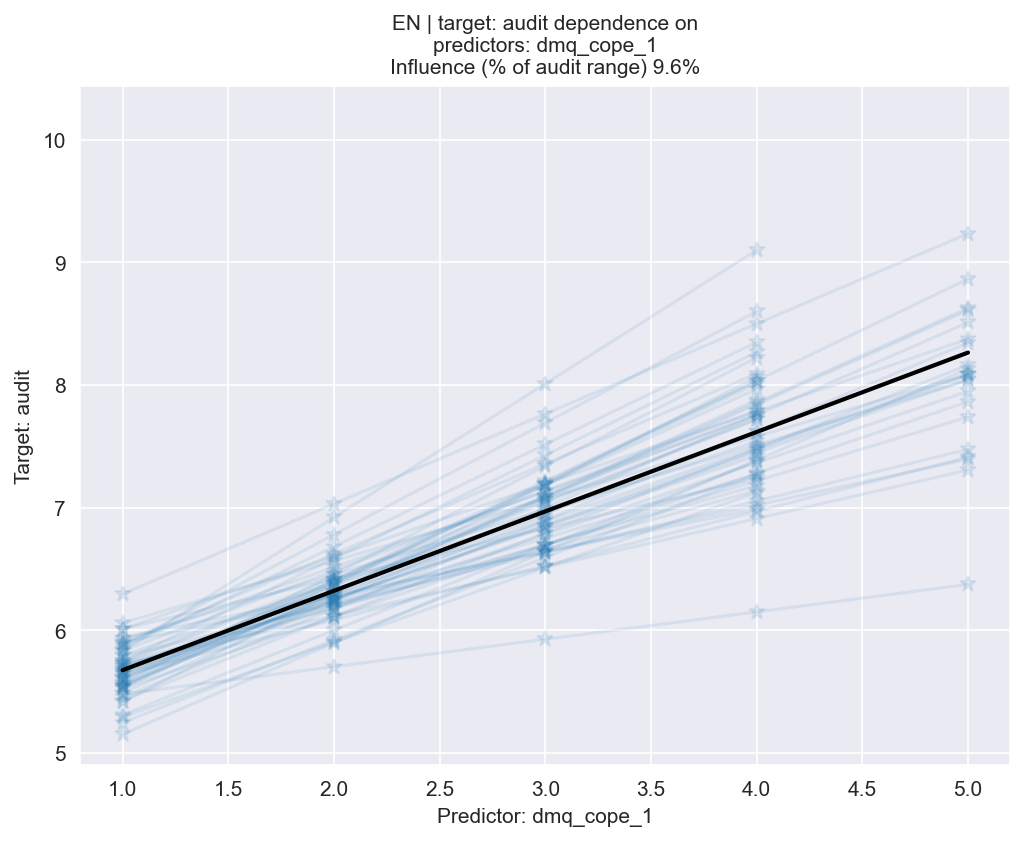 EN | target: audit dependence on
predictors: dmq_cope_1
Influence (% of audit range) 9.6%
10
9
8
7
6
5
Target: audit
1.0 1.5 2.0 2.5 3.0 3.5 4.0 4.5 5.0
Predictor: dmq_cope_1